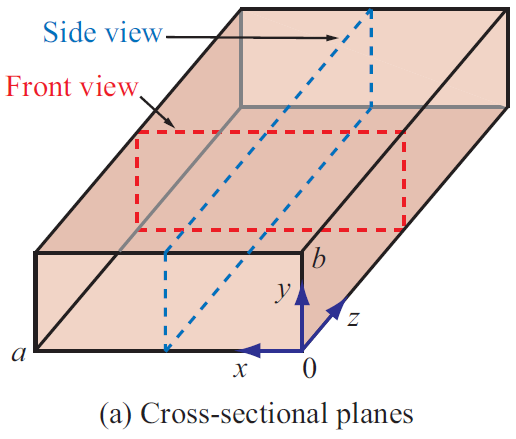 Side view
Front view
b
y
z
a
x
0
(a) Cross-sectional planes